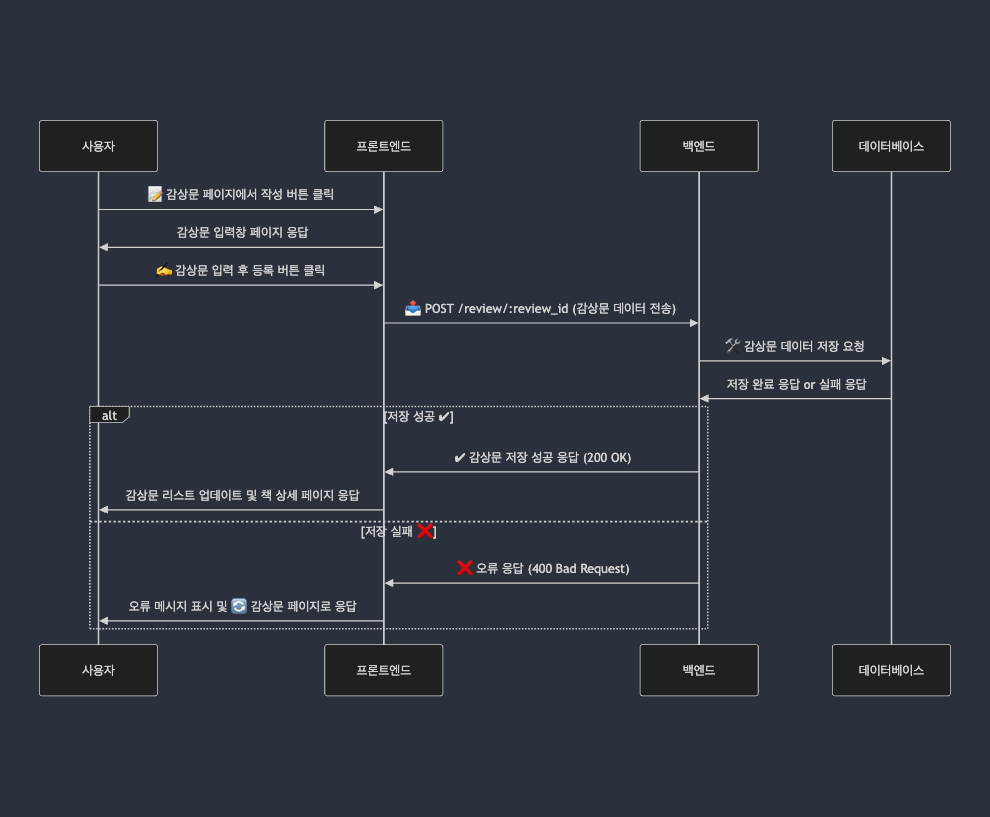 사용자
프론트엔드
백엔드
데이터베이스
📝 감상문 페이지에서 작성 버튼 클릭
감상문 입력창 페이지 응답
✍️ 감상문 입력 후 등록 버튼 클릭
📤 POST /review/:review_id (감상문 데이터 전송)
🛠️ 감상문 데이터 저장 요청
저장 완료 응답 or 실패 응답
alt
[저장 성공 ✔]
✔ 감상문 저장 성공 응답 (200 OK)
감상문 리스트 업데이트 및 책 상세 페이지 응답
[저장 실패 ❌]
❌ 오류 응답 (400 Bad Request)
오류 메시지 표시 및 🔄 감상문 페이지로 응답
사용자
프론트엔드
백엔드
데이터베이스